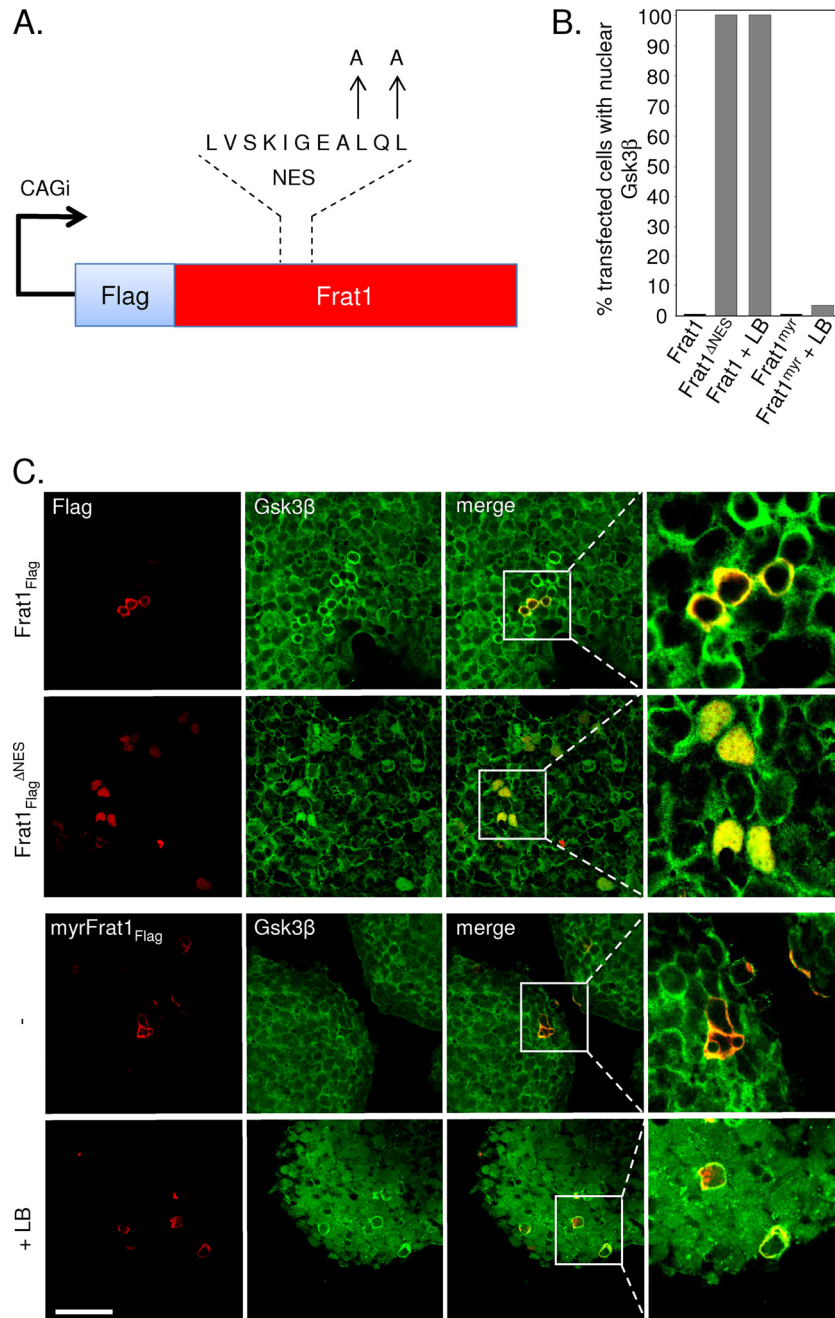 A.
A A
L V S K I G E A L Q L
NES
CAGi
Flag Frat1
B.
% transfected cells with nuclear
Gsk3β
100
90
80
70
60
50
40
30
20
10
0
Frat1
Frat1ΔNES
Frat1 + LB
Frat1myr
Frat1myr + LB
C.
Flag Gsk3β merge
Frat1Flag
Frat1FlagΔNES
myrFrat1Flag Gsk3β merge
-
+ LB